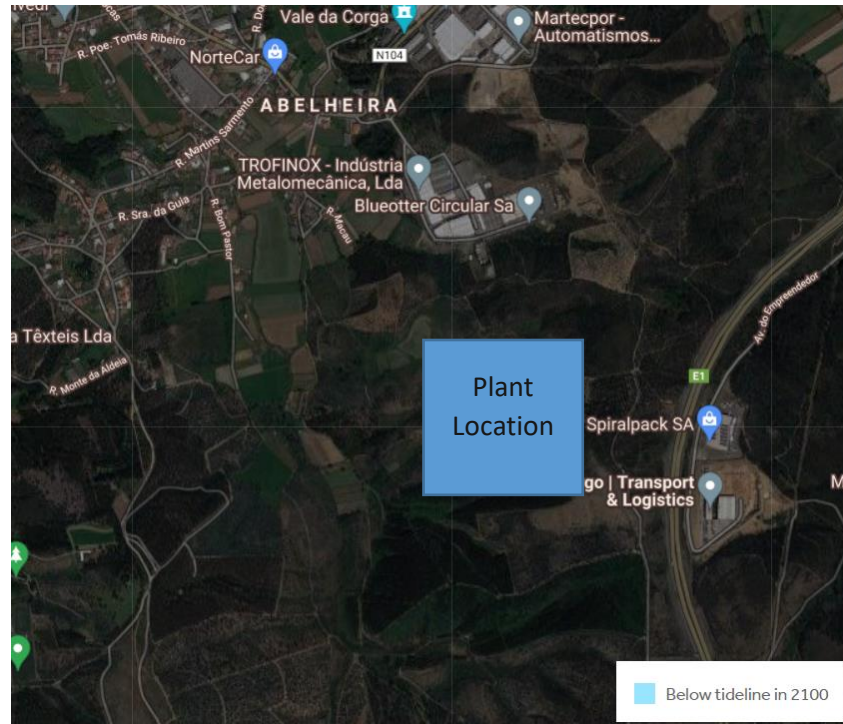 R. Poe. Tomás Ribeiro
Vale da Corga
Martecpor -
Automatismos...
NorteCar
N104
ABELHEIRA
R. Martins Sarmento
TROFINOX - Indústria
Metalomecânica, Lda
Blueotter Circular Sa
R. Sra. da Guia
R. Bom Pastor
R. Macau
Av. do Empreendedor
a Têxteis Lda
R. Monte da Aldeia
E1
Plant
Location
Spiralpack SA
go | Transport
& Logistics
M
Below tideline in 2100